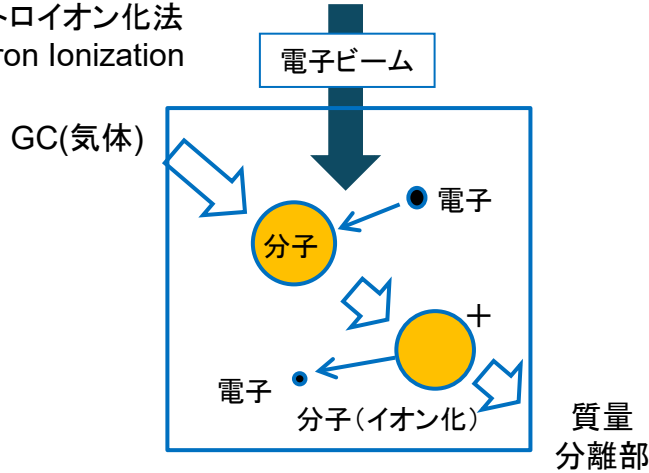 トロイオン化法
ron Ionization
電子ビーム
GC(気体)
電子
分子
+
電子
分子(イオン化)
質量
分離部